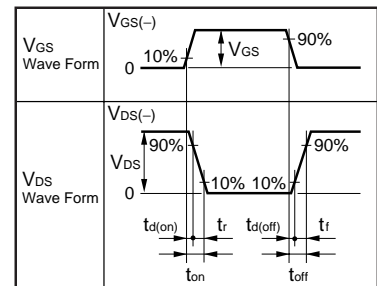 VGS
Wave Form
VGS(−)
10%
0
VGS
90%
VDS
Wave Form
VDS(−)
90%
VDS
0
10% 10%
90%
td(on) tr td(off) tf
ton toff